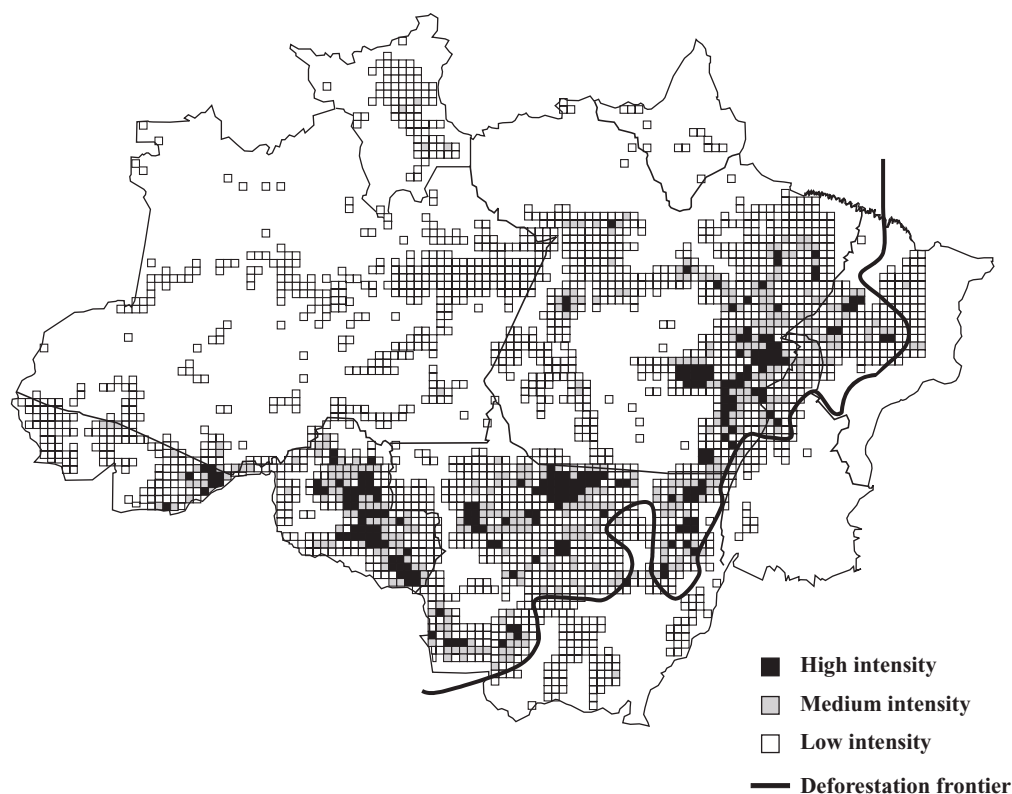 High intensity
Medium intensity
Low intensity
Deforestation frontier